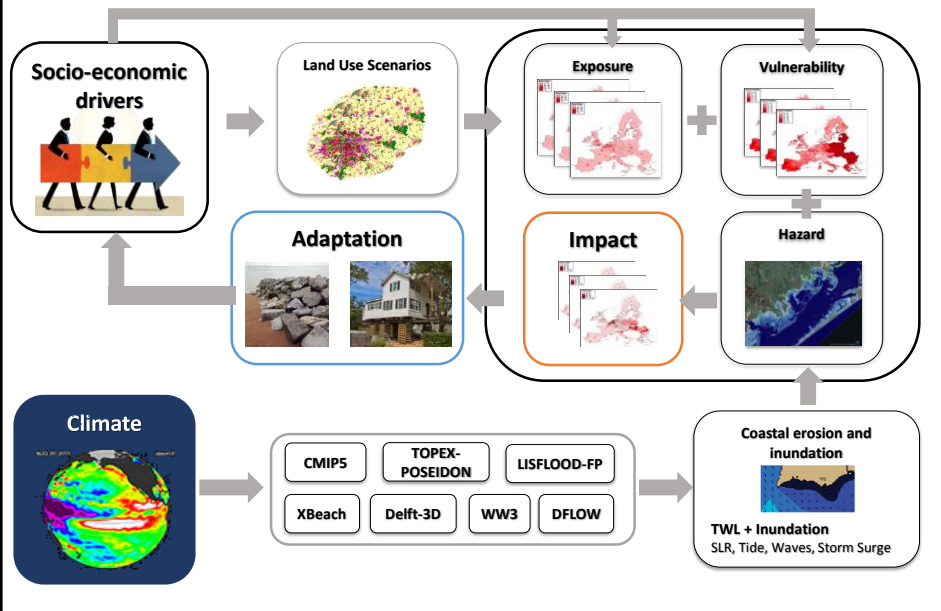 Socio-economic
drivers
Land Use Scenarios
Exposure
Vulnerability
Adaptation
Impact
Hazard
Climate
CMIP5
TOPEX-
POSEIDON
LISFLOOD-FP
XBeach
Delft-3D
WW3
DFLOW
Coastal erosion and
inundation
TWL + Inundation
SLR, Tide, Waves, Storm Surge